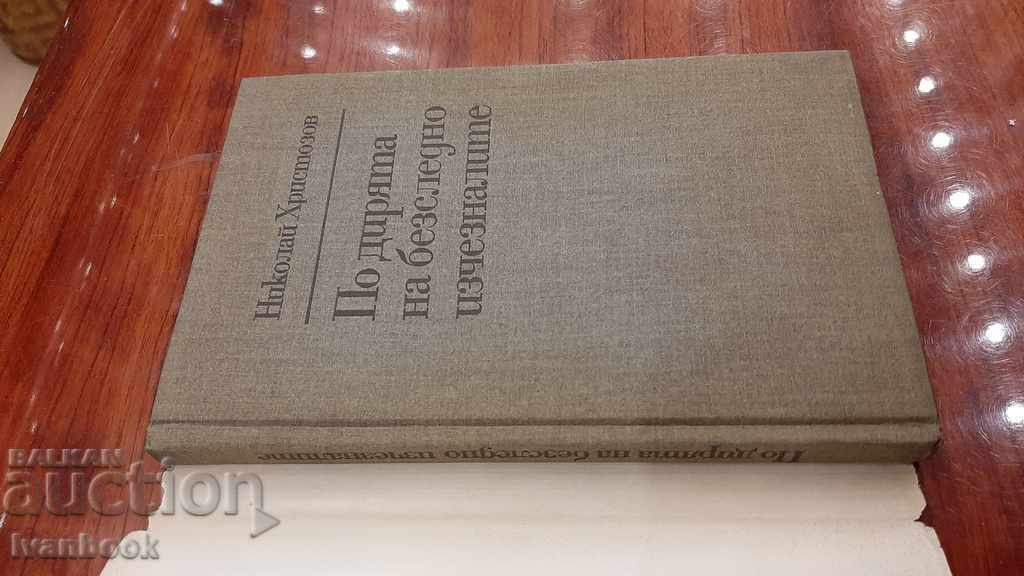 Николай Христозов
По дирята
на безследно
изчезналите
По дирята на безследно изчезналите
BALKAN
auction
Ivanbook